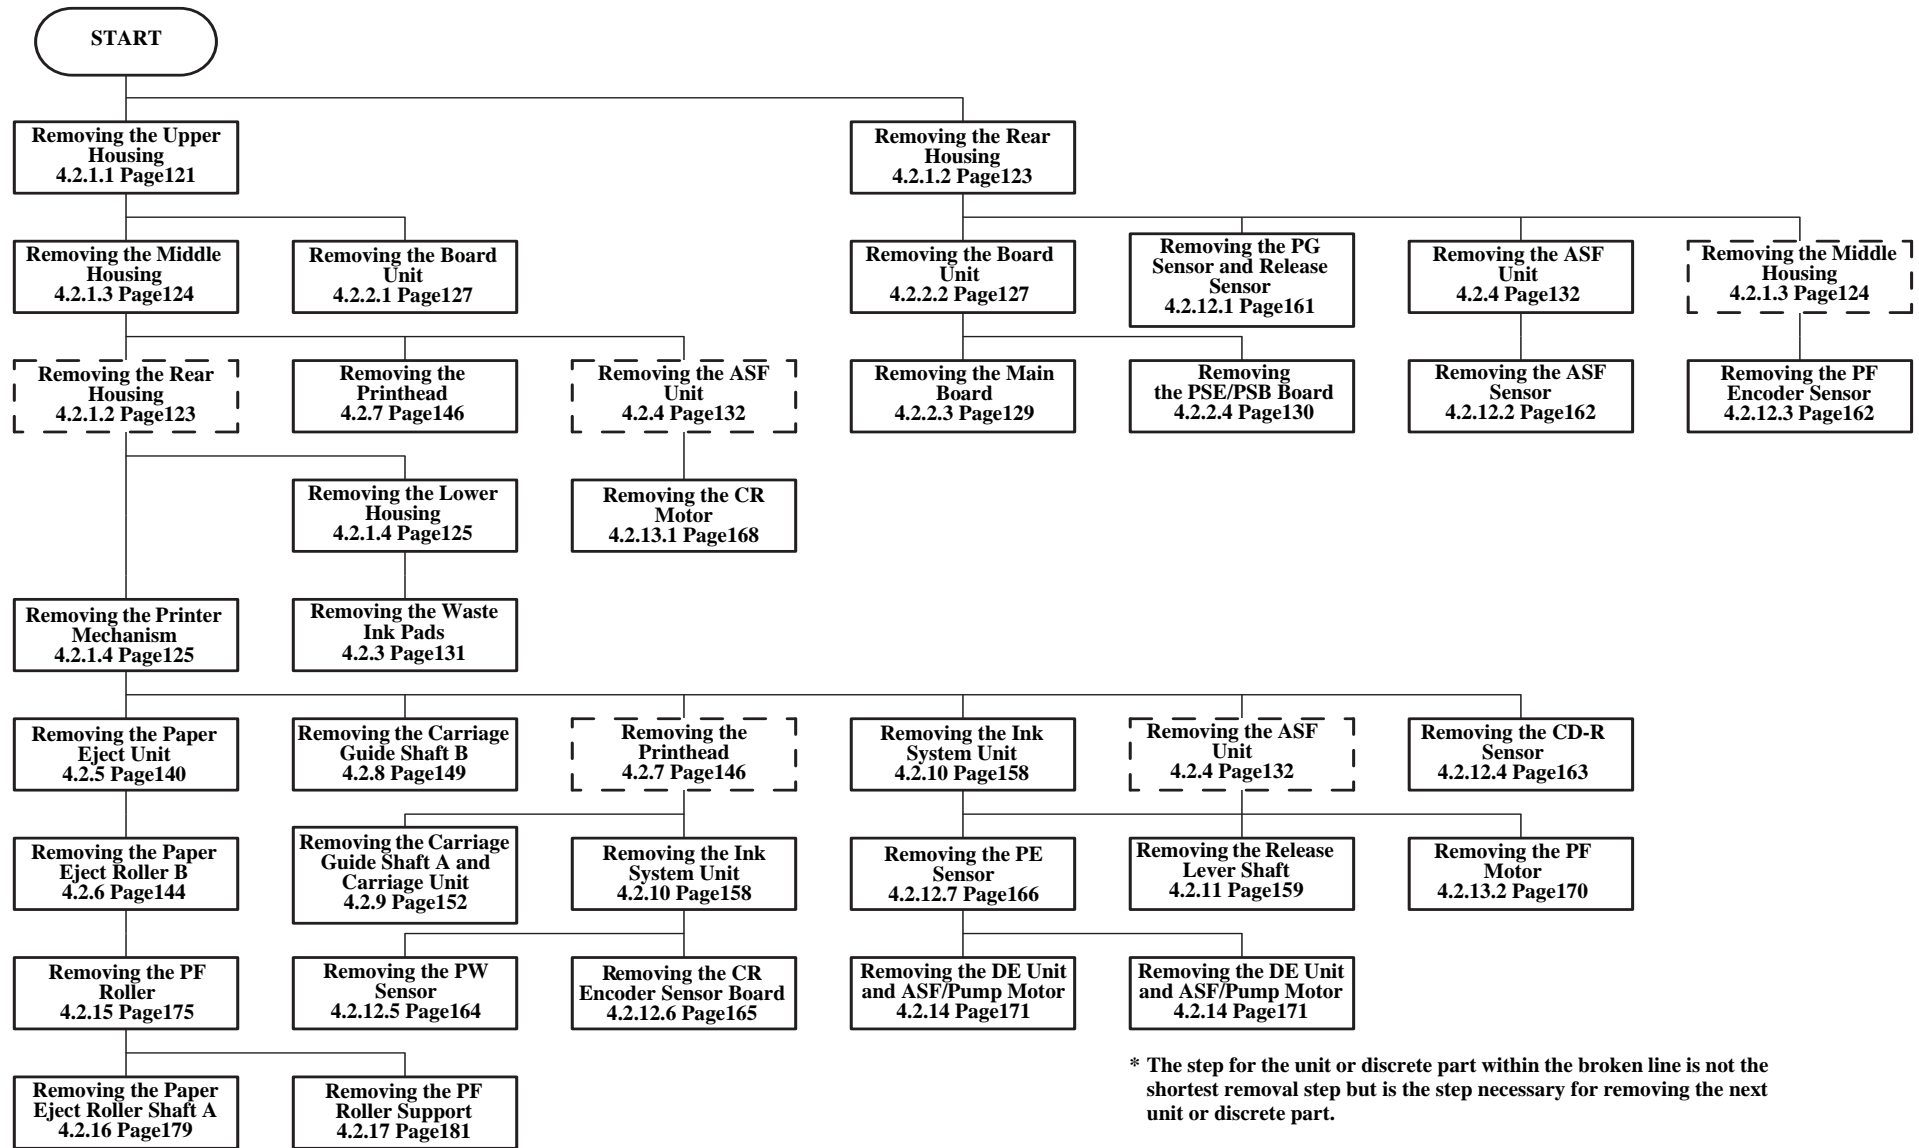 START
Removing the Upper
Housing
4.2.1.1 Page121
Removing the Rear
Housing
4.2.1.2 Page123
Removing the Middle
Housing
4.2.1.3 Page124
Removing the Board
Unit
4.2.2.1 Page127
Removing the Board
Unit
4.2.2.2 Page127
Removing the PG
Sensor and Release
Sensor
4.2.12.1 Page161
Removing the ASF
Unit
4.2.4 Page132
Removing the Middle
Housing
4.2.1.3 Page124
Removing the Rear
Housing
4.2.1.2 Page123
Removing the
Printhead
4.2.7 Page146
Removing the ASF
Unit
4.2.4 Page132
Removing the Main
Board
4.2.2.3 Page129
Removing
the PSE/PSB Board
4.2.2.4 Page130
Removing the ASF
Sensor
4.2.12.2 Page162
Removing the PF
Encoder Sensor
4.2.12.3 Page162
Removing the Lower
Housing
4.2.1.4 Page125
Removing the CR
Motor
4.2.13.1 Page168
Removing the Printer
Mechanism
4.2.1.4 Page125
Removing the Waste
Ink Pads
4.2.3 Page131
Removing the Paper
Eject Unit
4.2.5 Page140
Removing the Carriage
Guide Shaft B
4.2.8 Page149
Removing the
Printhead
4.2.7 Page146
Removing the Ink
System Unit
4.2.10 Page158
Removing the ASF
Unit
4.2.4 Page132
Removing the CD-R
Sensor
4.2.12.4 Page163
Removing the Paper
Eject Roller B
4.2.6 Page144
Removing the Carriage
Guide Shaft A and
Carriage Unit
4.2.9 Page152
Removing the Ink
System Unit
4.2.10 Page158
Removing the PE
Sensor
4.2.12.7 Page166
Removing the Release
Lever Shaft
4.2.11 Page159
Removing the PF
Motor
4.2.13.2 Page170
Removing the PF
Roller
4.2.15 Page175
Removing the PW
Sensor
4.2.12.5 Page164
Removing the CR
Encoder Sensor Board
4.2.12.6 Page165
Removing the DE Unit
and ASF/Pump Motor
4.2.14 Page171
Removing the DE Unit
and ASF/Pump Motor
4.2.14 Page171
Removing the Paper
Eject Roller Shaft A
4.2.16 Page179
Removing the PF
Roller Support
4.2.17 Page181
* The step for the unit or discrete part within the broken line is not the
shortest removal step but is the step necessary for removing the next
unit or discrete part.